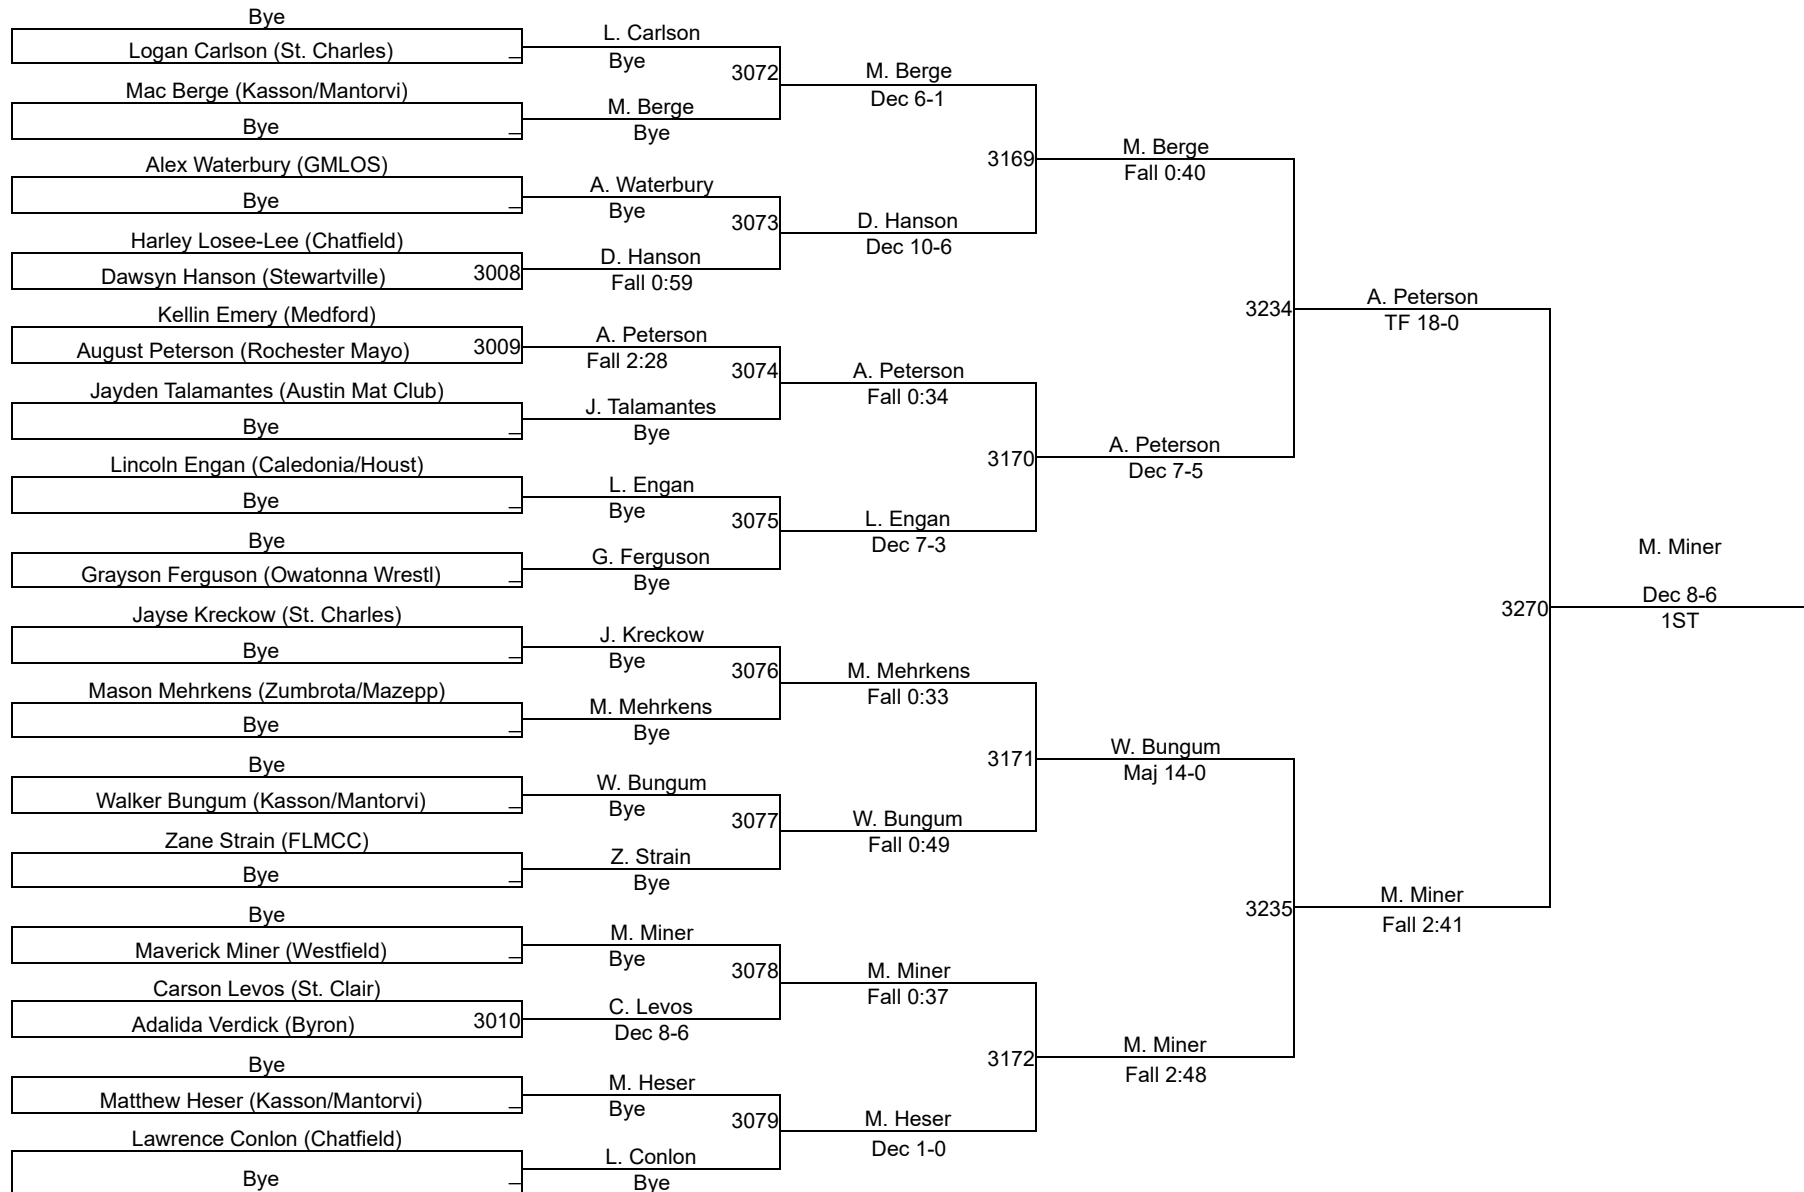 Bye
Logan Carlson (St. Charles)
Mac Berge (Kasson/Mantorvi)
Bye
Alex Waterbury (GMLOS)
Bye
Harley Losee-Lee (Chatfield)
Dawsyn Hanson (Stewartville) 3008
Kellin Emery (Medford)
August Peterson (Rochester Mayo) 3009
Jayden Talamantes (Austin Mat Club)
Bye
Lincoln Engan (Caledonia/Houst)
Bye
Bye
Grayson Ferguson (Owatonna Wrestl)
Jayse Kreckow (St. Charles)
Bye
Mason Mehrkens (Zumbrota/Mazepp)
Bye
Bye
Walker Bungum (Kasson/Mantorvi)
Zane Strain (FLMCC)
Bye
Bye
Maverick Miner (Westfield)
Carson Levos (St. Clair)
Adalida Verdick (Byron) 3010
Bye
Matthew Heser (Kasson/Mantorvi)
Lawrence Conlon (Chatfield)
Bye
L. Carlson
Bye
3072
M. Berge
Bye
A. Waterbury
Bye
3073
D. Hanson
Fall 0:59
A. Peterson
Fall 2:28
3074
J. Talamantes
Bye
L. Engan
Bye
3075
G. Ferguson
Bye
J. Kreckow
Bye
3076
M. Mehrkens
Bye
W. Bungum
Bye
3077
Z. Strain
Bye
M. Miner
Bye
3078
C. Levos
Dec 8-6
M. Heser
Bye
3079
L. Conlon
Bye
M. Berge
Dec 6-1
3169
D. Hanson
Dec 10-6
A. Peterson
Fall 0:34
3170
L. Engan
Dec 7-3
M. Mehrkens
Fall 0:33
3171
W. Bungum
Fall 0:49
M. Miner
Fall 0:37
3172
M. Heser
Dec 1-0
M. Berge
Fall 0:40
3234
A. Peterson
Dec 7-5
W. Bungum
Maj 14-0
3235
M. Miner
Fall 2:48
A. Peterson
TF 18-0
3270
M. Miner
Fall 2:41
M. Miner
Dec 8-6
1ST